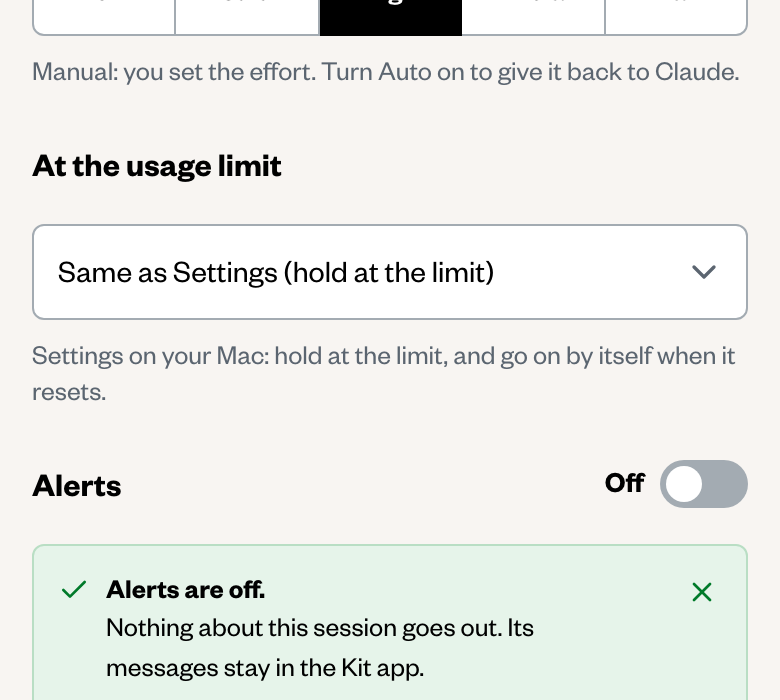 Manual: you set the effort. Turn Auto on to give it back to Claude.
At the usage limit
Same as Settings (hold at the limit)
Settings on your Mac: hold at the limit, and go on by itself when it
resets.
Alerts
Off
Alerts are off.
Nothing about this session goes out. Its
messages stay in the Kit app.